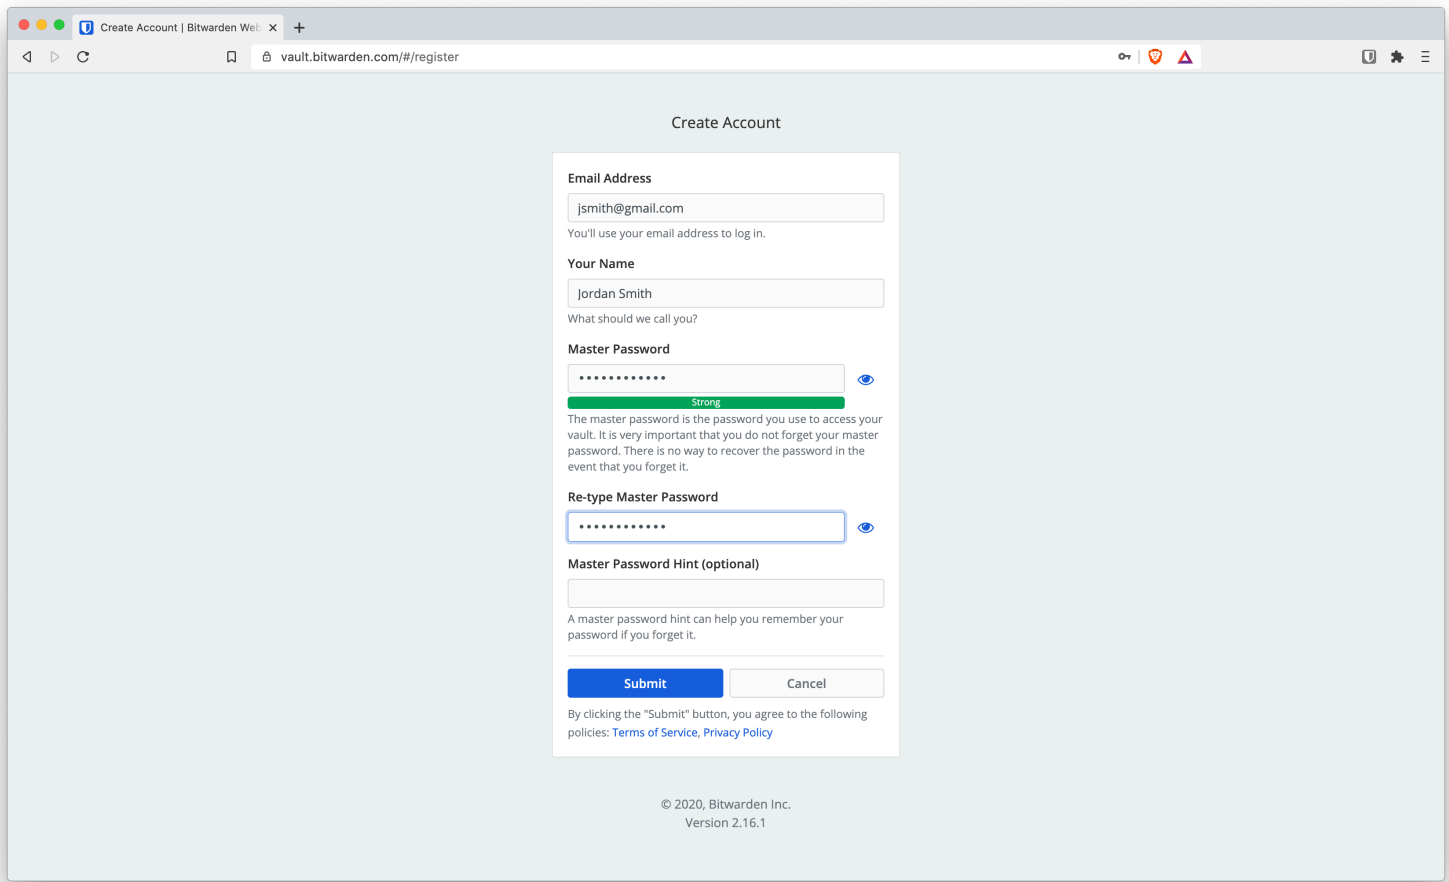 Create Account | Bitwarden Web
vault.bitwarden.com/#/register
Create Account
Email Address
jsmith@gmail.com
You'll use your email address to log in.
Your Name
Jordan Smith
What should we call you?
Master Password
••••••••••••
Strong
The master password is the password you use to access your
vault. It is very important that you do not forget your master
password. There is no way to recover the password in the
event that you forget it.
Re-type Master Password
••••••••••••
Master Password Hint (optional)
A master password hint can help you remember your
password if you forget it.
Submit
Cancel
By clicking the "Submit" button, you agree to the following
policies: Terms of Service, Privacy Policy
© 2020, Bitwarden Inc.
Version 2.16.1